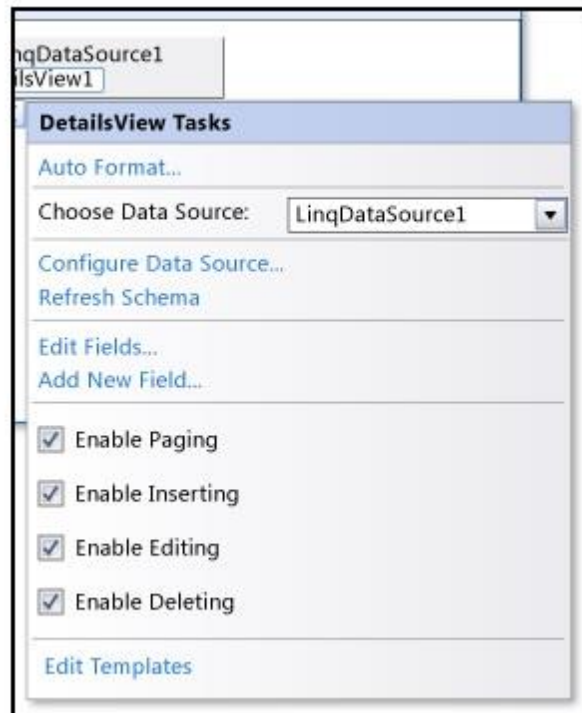 nqDataSource1
ilsView1
DetailsView Tasks
Auto Format...
Choose Data Source: LinqDataSource1
Configure Data Source...
Refresh Schema
Edit Fields...
Add New Field...
Enable Paging
Enable Inserting
Enable Editing
Enable Deleting
Edit Templates